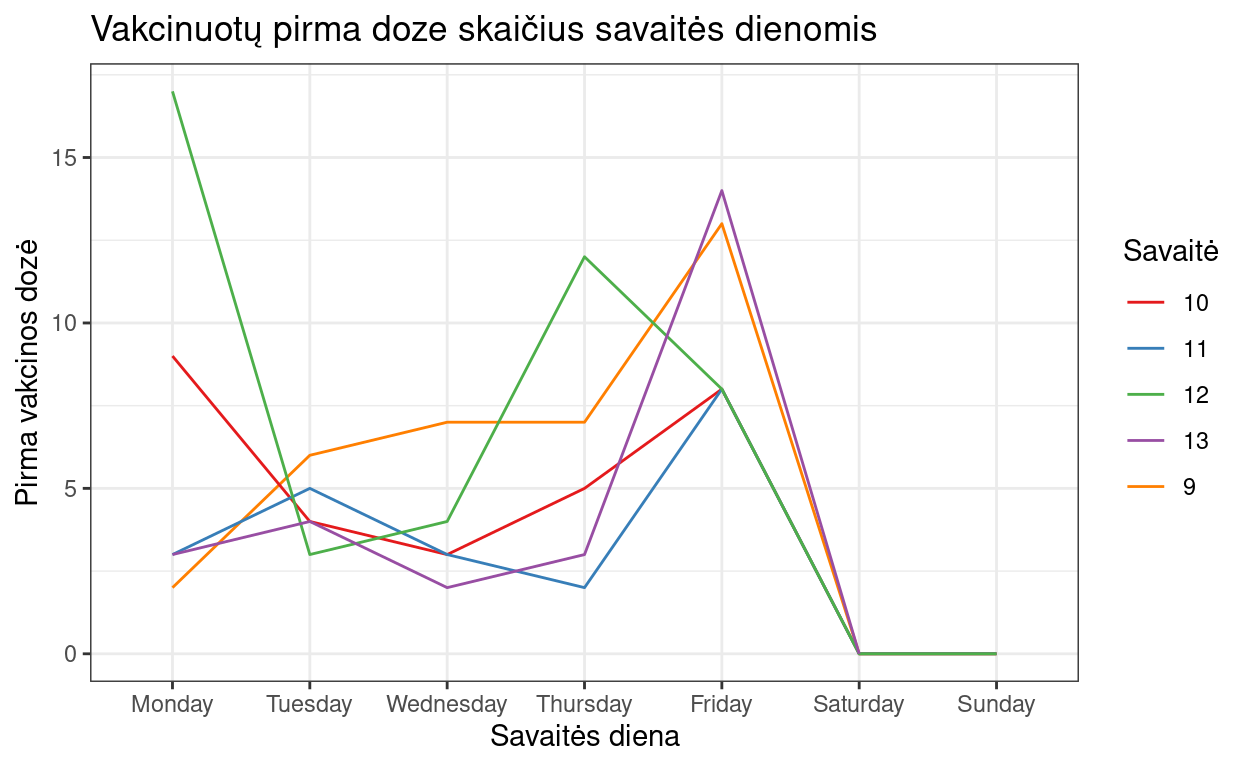 Vakcinuotų pirma doze skaičius savaitės dienomis
Pirma vakcinos dozė
15
10
5
0
Monday Tuesday Wednesday Thursday Friday Saturday Sunday
Savaitės diena
Savaitė
10
11
12
13
9